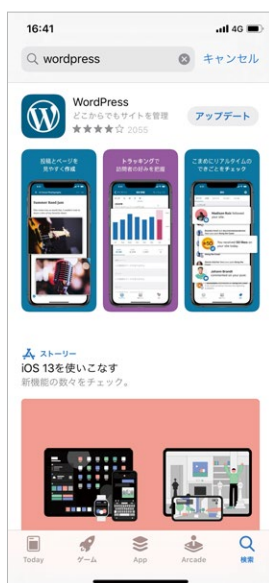 16:41
4G
wordpress
キャンセル
WordPress
どこからでもサイトを管理
2055
アップデート
投稿とページを
見やすく作成
トラッキングで
訪問者の好みを把握
こまめにリアルタイムの
できごとをチェック
ストーリー
iOS 13を使いこなす
新機能の数々をチェック。
Today
ゲーム
App
Arcade
検索